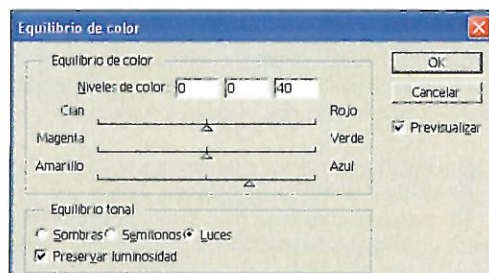 Equilibrio de color
Equilibrio de color
Niveles de color: 0 0 40
Cian Rojo
Magenta Verde
Amarillo Azul
Equilibrio tonal
Sombras Semitonos Luces
Preservar luminosidad
OK
Cancelar
Previsualizar